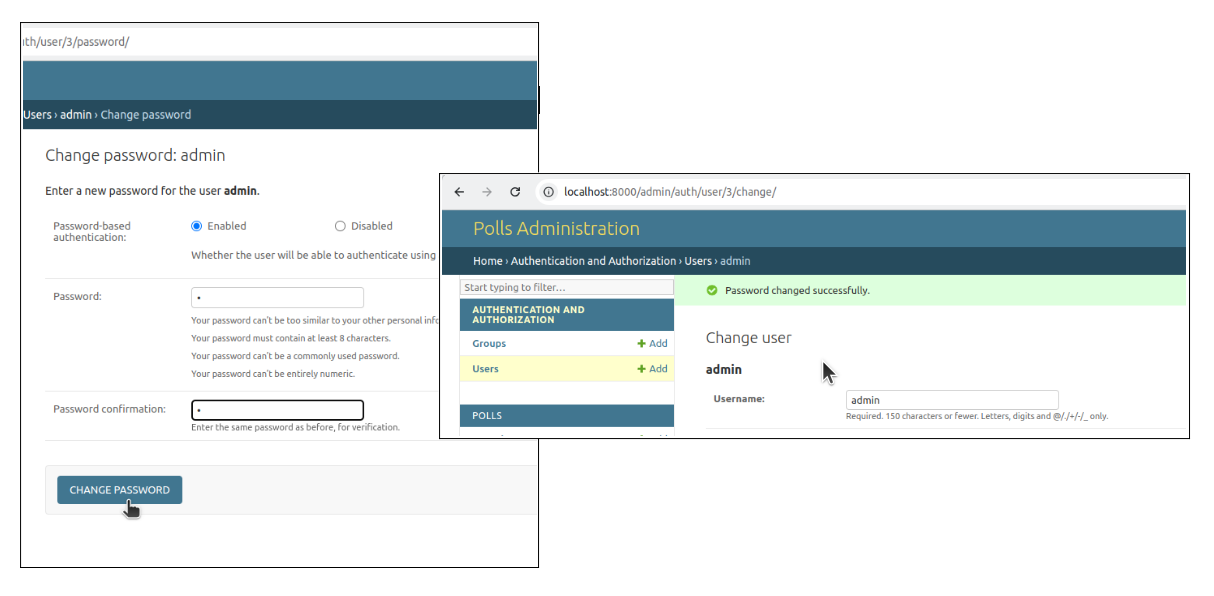 ith/user/3/password/
Users › admin › Change password
Change password: admin
Enter a new password for the user admin.
Password-based authentication:
Enabled
Disabled
Whether the user will be able to authenticate using
Password:
•
Your password can't be too similar to your other personal info
Your password must contain at least 8 characters.
Your password can't be a commonly used password.
Your password can't be entirely numeric.
Password confirmation:
•
Enter the same password as before, for verification.
CHANGE PASSWORD
localhost:8000/admin/auth/user/3/change/
Polls Administration
Home › Authentication and Authorization › Users › admin
Start typing to filter...
AUTHENTICATION AND
AUTHORIZATION
Groups
+ Add
Users
+ Add
POLLS
Password changed successfully.
Change user
admin
Username:
admin
Required. 150 characters or fewer. Letters, digits and @/./+/-/_ only.